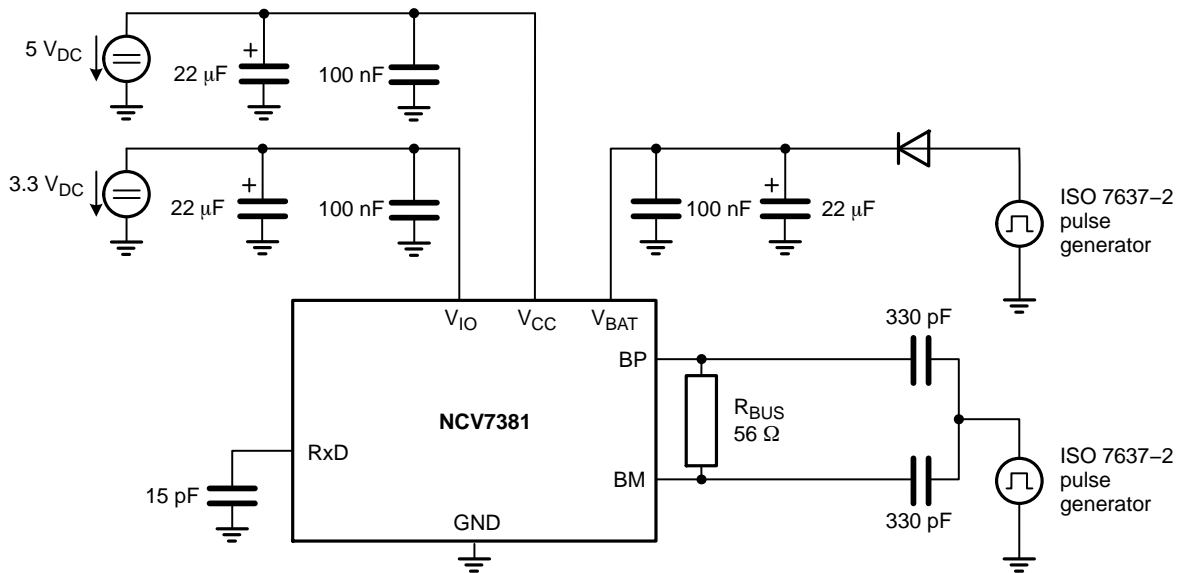 5 V_DC
+
22 μF
100 nF
3.3 V_DC
+
22 μF
100 nF
100 nF
+
22 μF
ISO 7637−2
pulse
generator
V_IO
V_CC
V_BAT
330 pF
BP
NCV7381
R_BUS
56 Ω
RxD
BM
ISO 7637−2
pulse
generator
15 pF
GND
330 pF